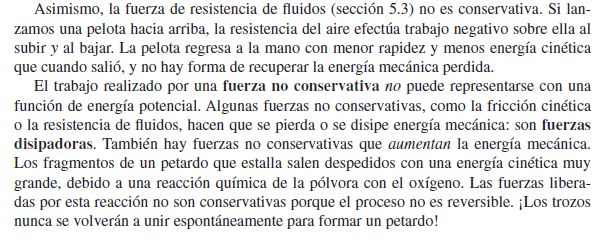 Asimismo, la fuerza de resistencia de fluidos (sección 5.3) no es conservativa. Si lan-
zamos una pelota hacia arriba, la resistencia del aire efectúa trabajo negativo sobre ella al
subir y al bajar. La pelota regresa a la mano con menor rapidez y menos energía cinética
que cuando salió, y no hay forma de recuperar la energía mecánica perdida.
El trabajo realizado por una fuerza no conservativa no puede representarse con una
función de energía potencial. Algunas fuerzas no conservativas, como la fricción cinética
o la resistencia de fluidos, hacen que se pierda o se disipe energía mecánica: son fuerzas
disipadoras. También hay fuerzas no conservativas que aumentan la energía mecánica.
Los fragmentos de un petardo que estalla salen despedidos con una energía cinética muy
grande, debido a una reacción química de la pólvora con el oxígeno. Las fuerzas libera-
das por esta reacción no son conservativas porque el proceso no es reversible. ¡Los trozos
nunca se volverán a unir espontáneamente para formar un petardo!